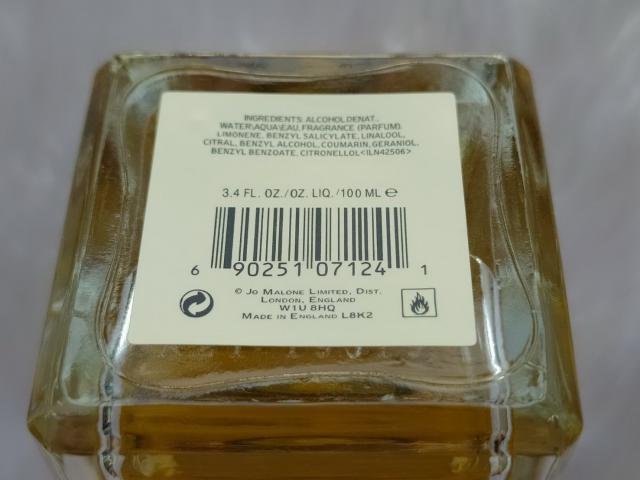 INGREDIENTS: ALCOHOL DENAT.,
WATER\AQUA\EAU, FRAGRANCE (PARFUM),
LIMONENE, BENZYL SALICYLATE, LINALOOL,
CITRAL, BENZYL ALCOHOL, COUMARIN, GERANIOL,
BENZYL BENZOATE, CITRONELLOL<ILN42506>
3.4 FL. OZ./OZ. LIQ./100 ML ℮
6 90251 07124 1
© JO MALONE LIMITED, DIST.
LONDON, ENGLAND
W1U 8HQ
MADE IN ENGLAND L8K2